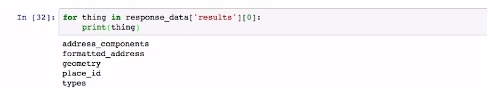 In [32]: for thing in response_data['results'][0]:
print(thing)
address_components
formatted_address
geometry
place_id
types